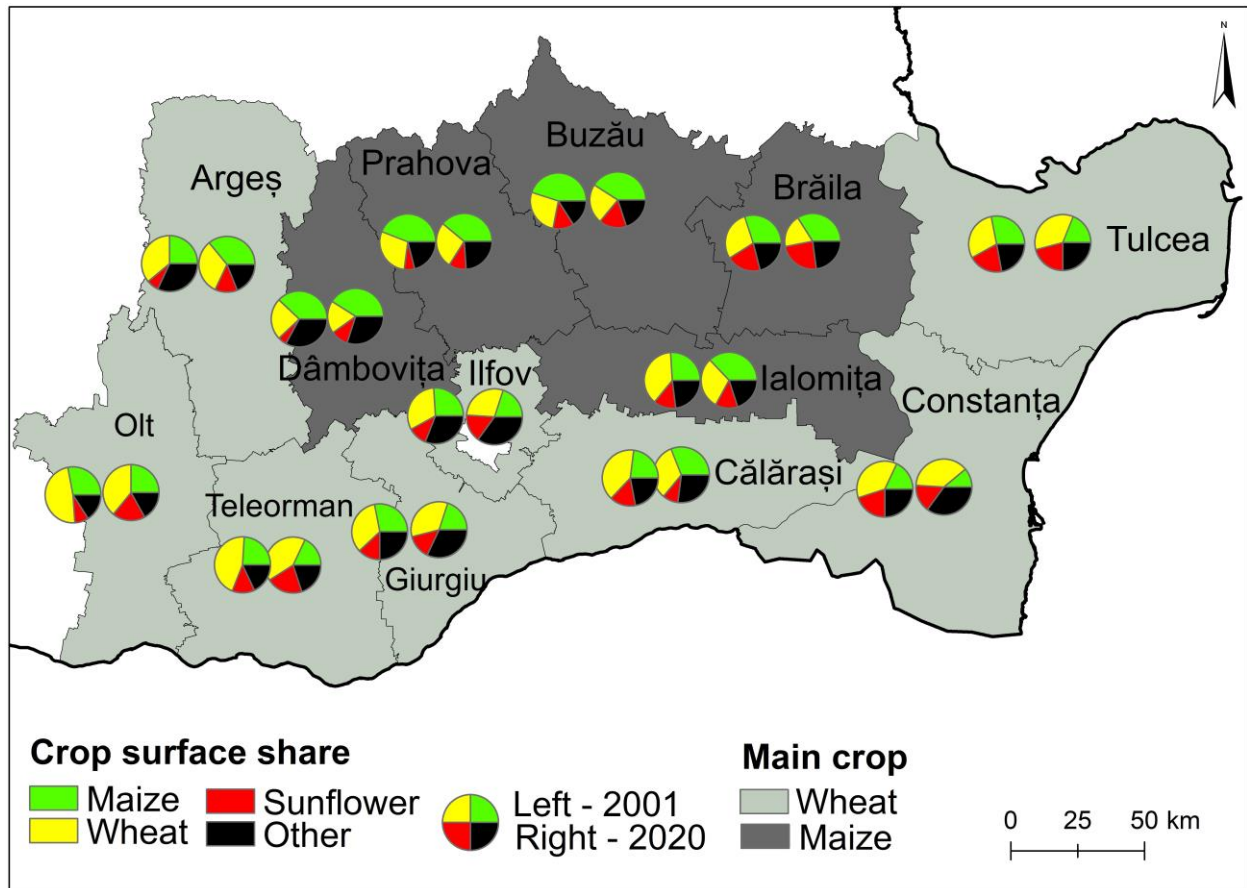 N
Buzău
Prahova
Argeș
Brăila
Tulcea
Dâmbovița
Ilfov
Ialomița
Constanța
Olt
Călărași
Teleorman
Giurgiu
Crop surface share
Maize
Sunflower
Wheat
Other
Left - 2001
Right - 2020
Main crop
Wheat
Maize
0 25 50 km